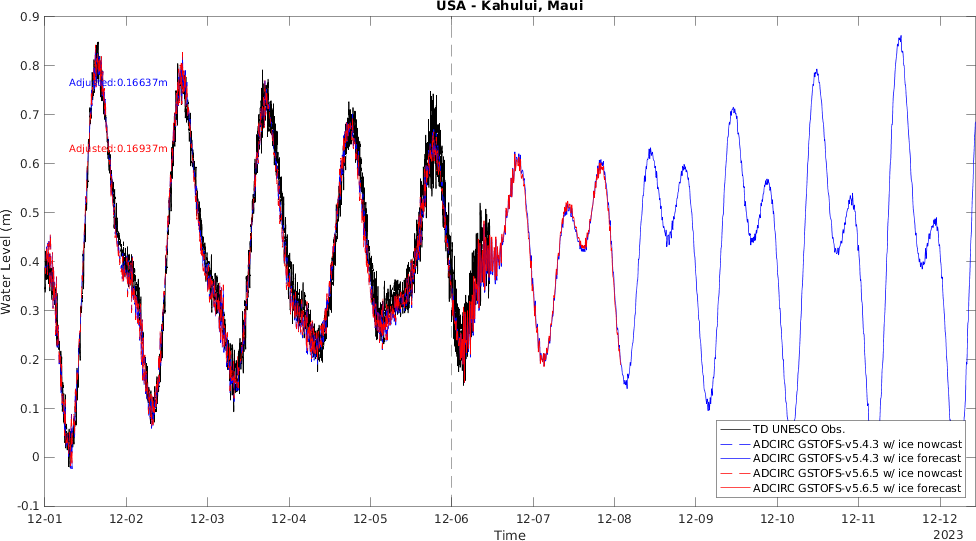 USA - Kahului, Maui
0.9
0.8
0.7
0.6
0.5
0.4
0.3
0.2
0.1
0
-0.1
Water Level (m)
Adjusted:0.16637m
Adjusted:0.16937m
TD UNESCO Obs.
ADCIRC GSTOFS-v5.4.3 w/ ice nowcast
ADCIRC GSTOFS-v5.4.3 w/ ice forecast
ADCIRC GSTOFS-v5.6.5 w/ ice nowcast
ADCIRC GSTOFS-v5.6.5 w/ ice forecast
12-01 12-02 12-03 12-04 12-05 12-06 12-07 12-08 12-09 12-10 12-11 12-12
Time
2023